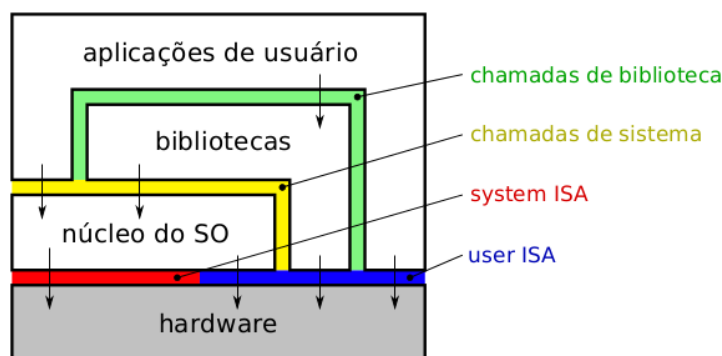 aplicações de usuário
chamadas de biblioteca
bibliotecas
chamadas de sistema
system ISA
núcleo do SO
user ISA
hardware